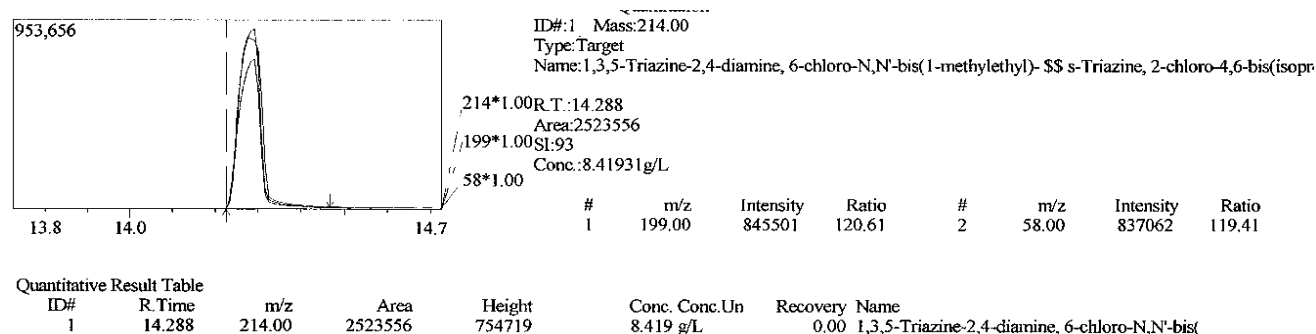 953,656
ID#:1 Mass:214.00
Type:Target
Name:1,3,5-Triazine-2,4-diamine, 6-chloro-N,N'-bis(1-methylethyl)- $$ s-Triazine, 2-chloro-4,6-bis(isopr
214*1.00
R.T.:14.288
Area:2523556
199*1.00
SI:93
Conc.:8.41931g/L
58*1.00
# m/z Intensity Ratio # m/z Intensity Ratio
1 199.00 845501 120.61 2 58.00 837062 119.41
13.8 14.0 14.7
Quantitative Result Table
ID# R.Time m/z Area Height Conc. Conc.Un Recovery Name
1 14.288 214.00 2523556 754719 8.419 g/L 0.00 1,3,5-Triazine-2,4-diamine, 6-chloro-N,N'-bis(